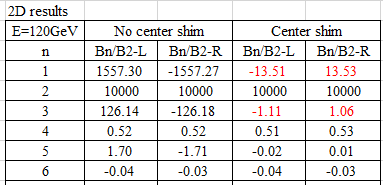 2D results
E=120GeV No center shim Center shim
n Bn/B2-L Bn/B2-R Bn/B2-L Bn/B2-R
1 1557.30 -1557.27 -13.51 13.53
2 10000 10000 10000 10000
3 126.14 -126.18 -1.11 1.06
4 0.52 0.52 0.51 0.53
5 1.70 -1.71 -0.02 0.01
6 -0.04 -0.03 -0.04 -0.03